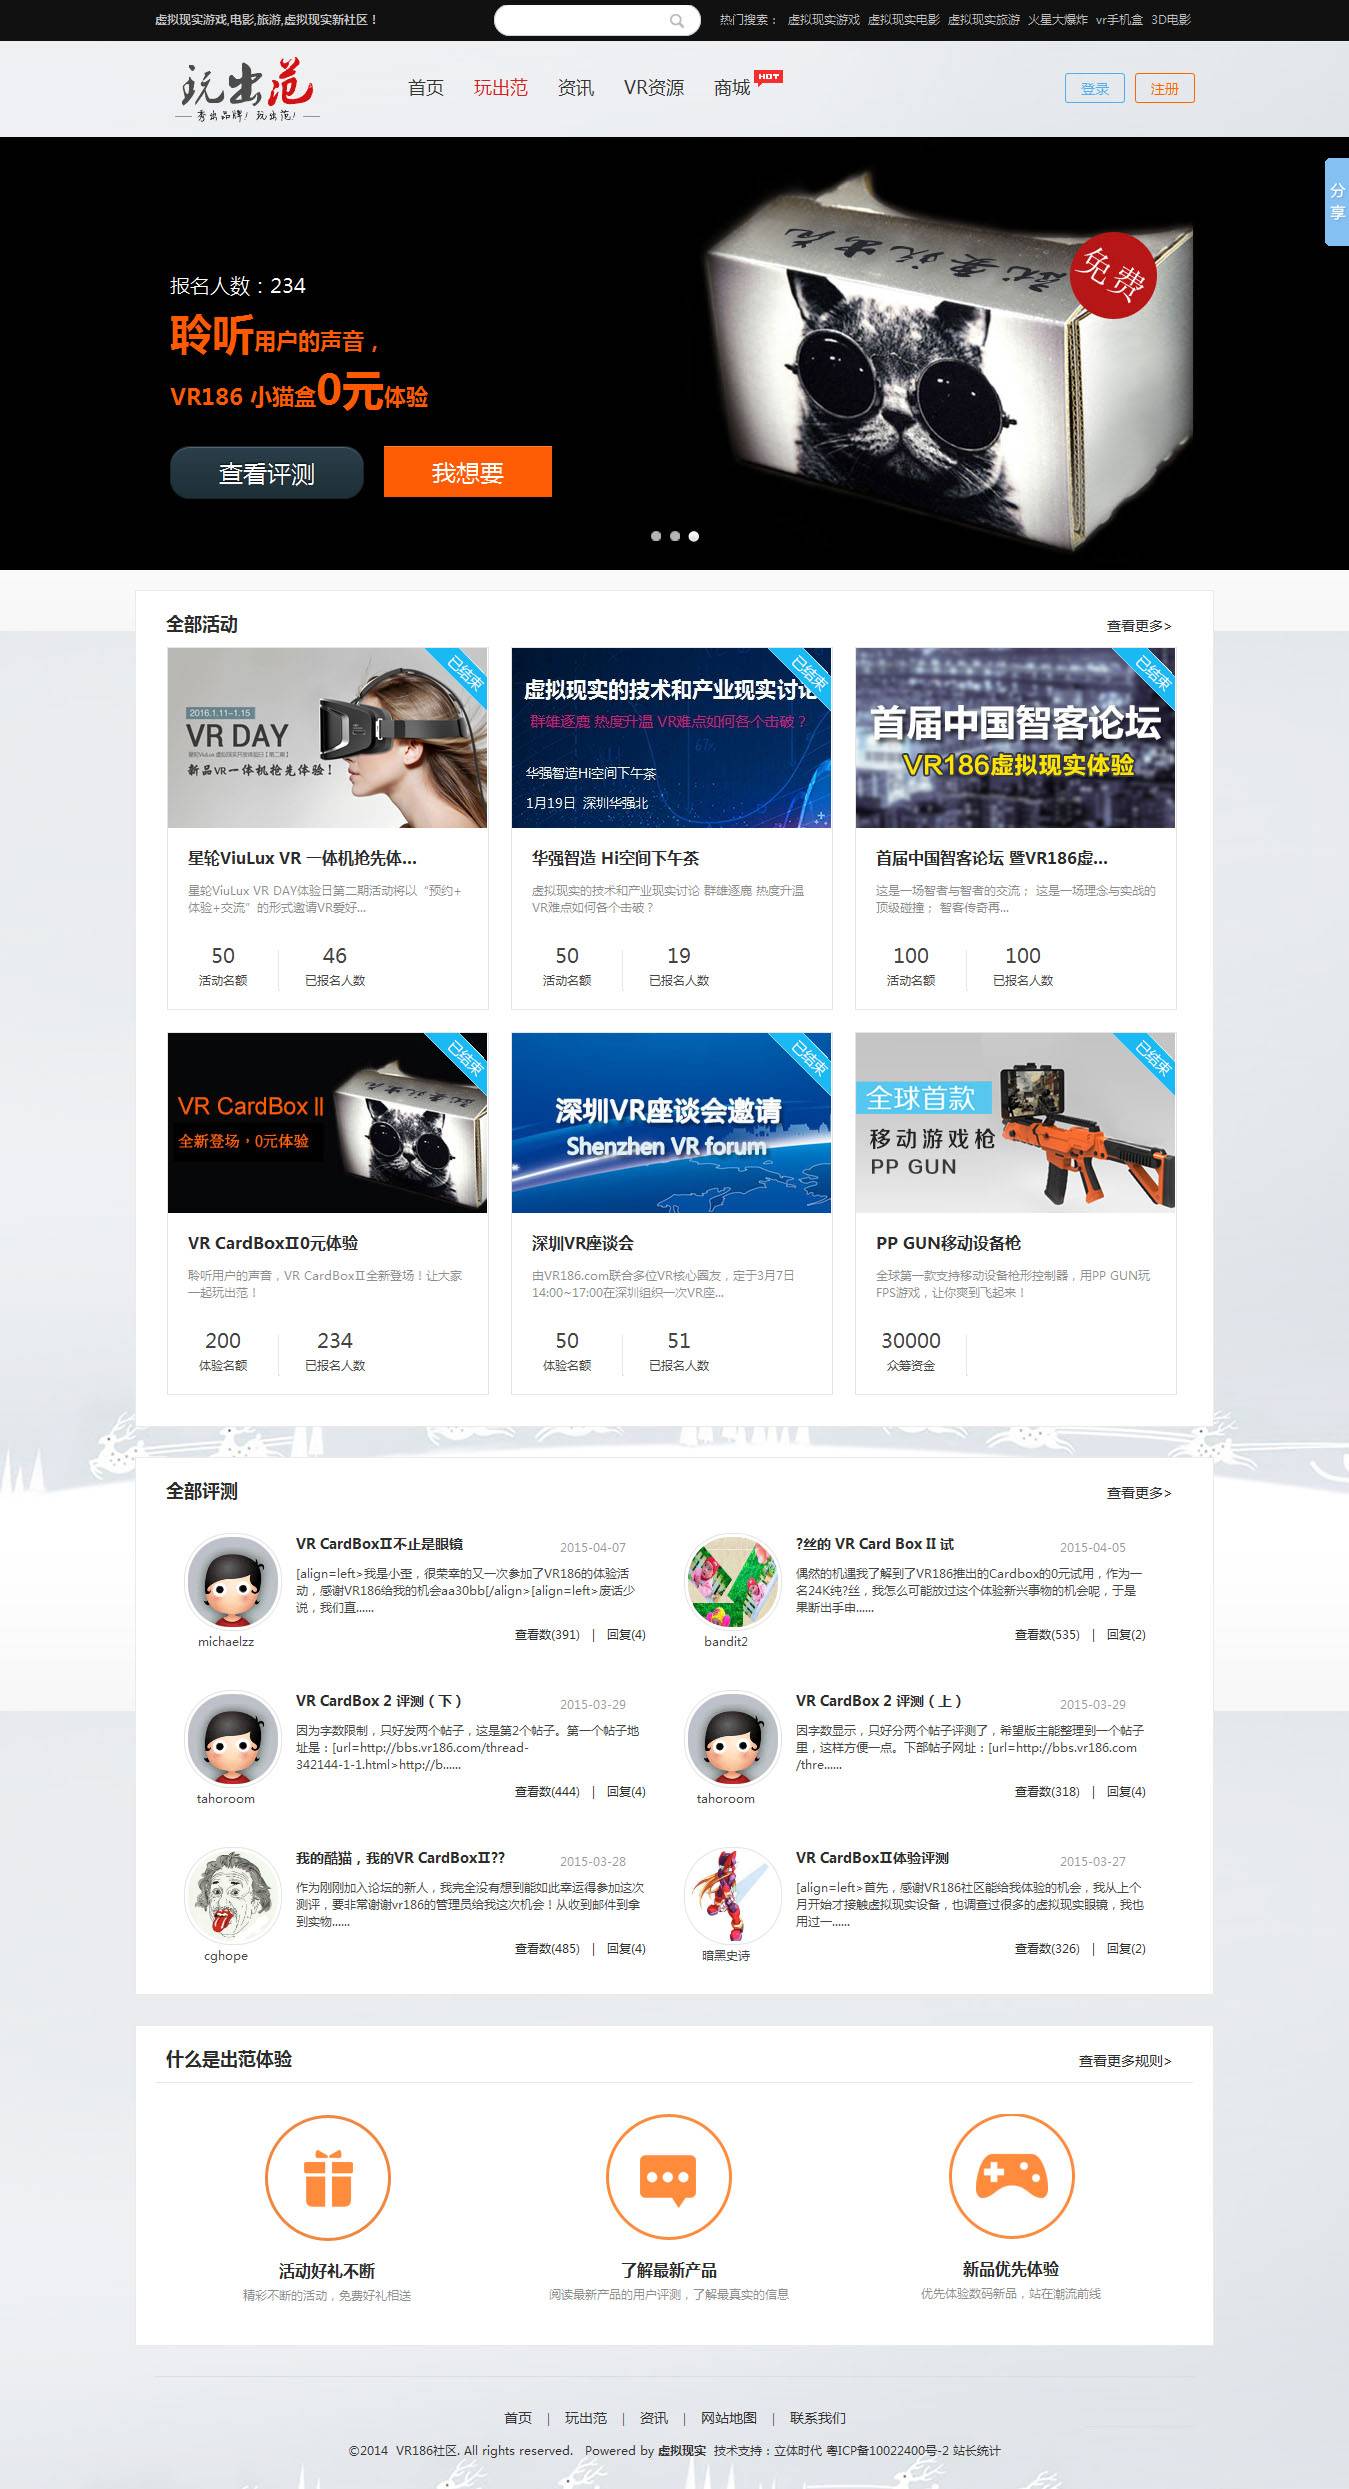 虚拟现实游戏,电影,旅游,虚拟现实新社区！
热门搜索： 虚拟现实游戏 虚拟现实电影 虚拟现实旅游 火星大爆炸 vr手机盒 3D电影
玩出范
秀出品牌！玩出范！
首页 玩出范 资讯 VR资源 商城 HOT
登录 注册
分享
报名人数：234
聆听用户的声音，
VR186 小猫盒0元体验
查看评测 我想要
就要玩出范
免费
全部活动 查看更多>
已结束
2016.1.11-1.15
VR DAY
新品VR一体机抢先体验！
星轮ViuLux VR 一体机抢先体...
星轮ViuLux VR DAY体验日第二期活动将以“预约+
体验+交流”的形式邀请VR爱好...
50 46
活动名额 已报名人数
已结束
虚拟现实的技术和产业现实讨论
群雄逐鹿 热度升温 VR难点如何各个击破？
华强智造Hi空间下午茶
1月19日 深圳华强北
华强智造 Hi空间下午茶
虚拟现实的技术和产业现实讨论 群雄逐鹿 热度升温
VR难点如何各个击破？
50 19
活动名额 已报名人数
已结束
首届中国智客论坛
VR186虚拟现实体验
首届中国智客论坛 暨VR186虚...
这是一场智者与智者的交流； 这是一场理念与实战的
顶级碰撞； 智客传奇再...
100 100
活动名额 已报名人数
已结束
VR CardBoxⅡ
全新登场，0元体验
VR CardBoxⅡ0元体验
聆听用户的声音，VR CardBoxⅡ全新登场！让大家
一起玩出范！
200 234
体验名额 已报名人数
已结束
深圳VR座谈会邀请
Shenzhen VR forum
深圳VR座谈会
由VR186.com联合多位VR核心圈友，定于3月7日
14:00~17:00在深圳组织一次VR座...
50 51
体验名额 已报名人数
已结束
全球首款
移动游戏枪
PP GUN
PP GUN移动设备枪
全球第一款支持移动设备枪形控制器，用PP GUN玩
FPS游戏，让你爽到飞起来！
30000
众筹资金
全部评测 查看更多>
VR CardBoxⅡ不止是眼镜 2015-04-07
[align=left>我是小歪，很荣幸的又一次参加了VR186的体验活
动，感谢VR186给我的机会aa30bb[/align>[align=left>废话少
说，我们直......
查看数(391) | 回复(4)
michaelzz
?丝的 VR Card Box II 试 2015-04-05
偶然的机遇我了解到了VR186推出的Cardbox的0元试用，作为一
名24K纯?丝，我怎么可能放过这个体验新兴事物的机会呢，于是
果断出手申......
查看数(535) | 回复(2)
bandit2
VR CardBox 2 评测（下） 2015-03-29
因为字数限制，只好发两个帖子，这是第2个帖子。第一个帖子地
址是：[url=http://bbs.vr186.com/thread-
342144-1-1.html>http://b......
查看数(444) | 回复(4)
tahoroom
VR CardBox 2 评测（上） 2015-03-29
因字数显示，只好分两个帖子评测了，希望版主能整理到一个帖子
里，这样方便一点。下部帖子网址：[url=http://bbs.vr186.com
/thre......
查看数(318) | 回复(4)
tahoroom
我的酷猫，我的VR CardBoxⅡ?? 2015-03-28
作为刚刚加入论坛的新人，我完全没有想到能如此幸运得参加这次
测评，要非常谢谢vr186的管理员给我这次机会！从收到邮件到拿
到实物......
查看数(485) | 回复(4)
cghope
VR CardBoxⅡ体验评测 2015-03-27
[align=left>首先，感谢VR186社区能给我体验的机会，我从上个
月开始才接触虚拟现实设备，也调查过很多的虚拟现实眼镜，我也
用过一......
查看数(326) | 回复(2)
暗黑史诗
什么是出范体验 查看更多规则>
活动好礼不断
精彩不断的活动，免费好礼相送
了解最新产品
阅读最新产品的用户评测，了解最真实的信息
新品优先体验
优先体验数码新品，站在潮流前线
首页 | 玩出范 | 资讯 | 网站地图 | 联系我们
©2014 VR186社区. All rights reserved. Powered by 虚拟现实 技术支持：立体时代 粤ICP备10022400号-2 站长统计